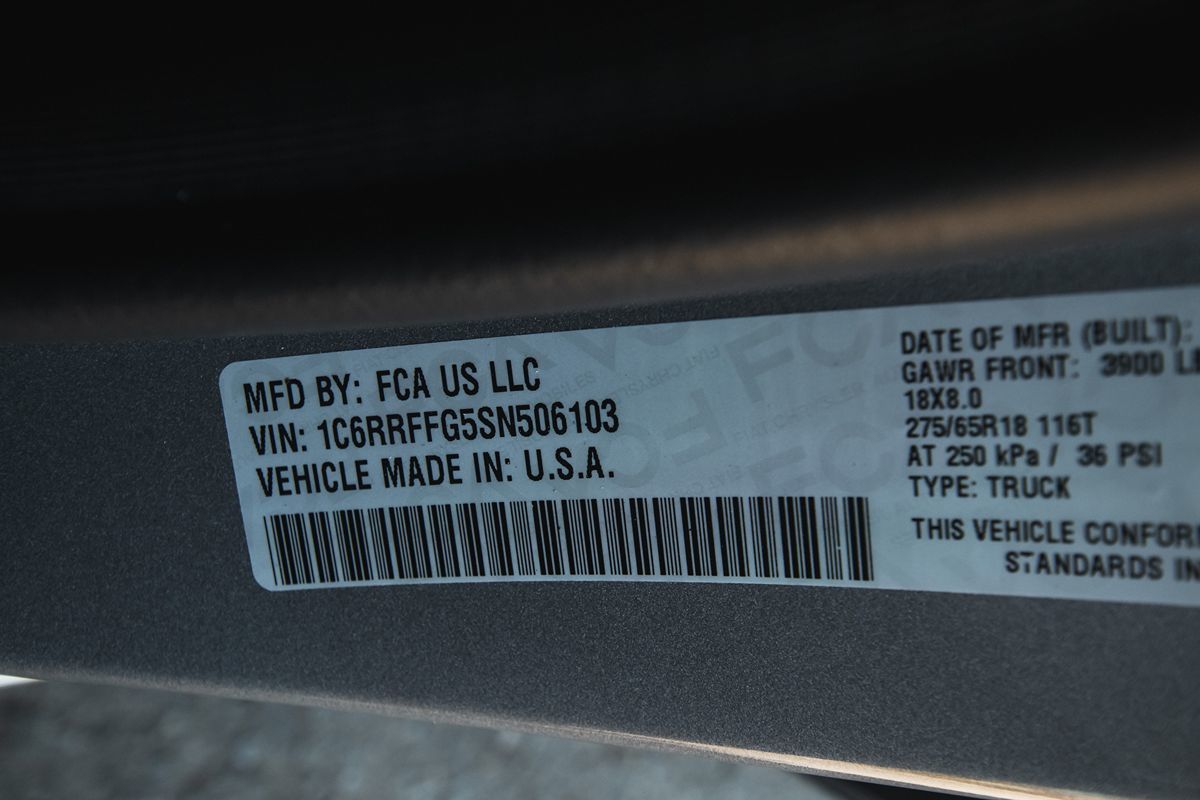 MFD BY: FCA US LLC
VIN: 1C6RRFFG5SN506103
VEHICLE MADE IN: U.S.A.
DATE OF MFR (BUILT):
GAWR FRONT: 3900 LB
18X8.0
275/65R18 116T
AT 250 kPa / 36 PSI
TYPE: TRUCK
THIS VEHICLE CONFOR
STANDARDS IN